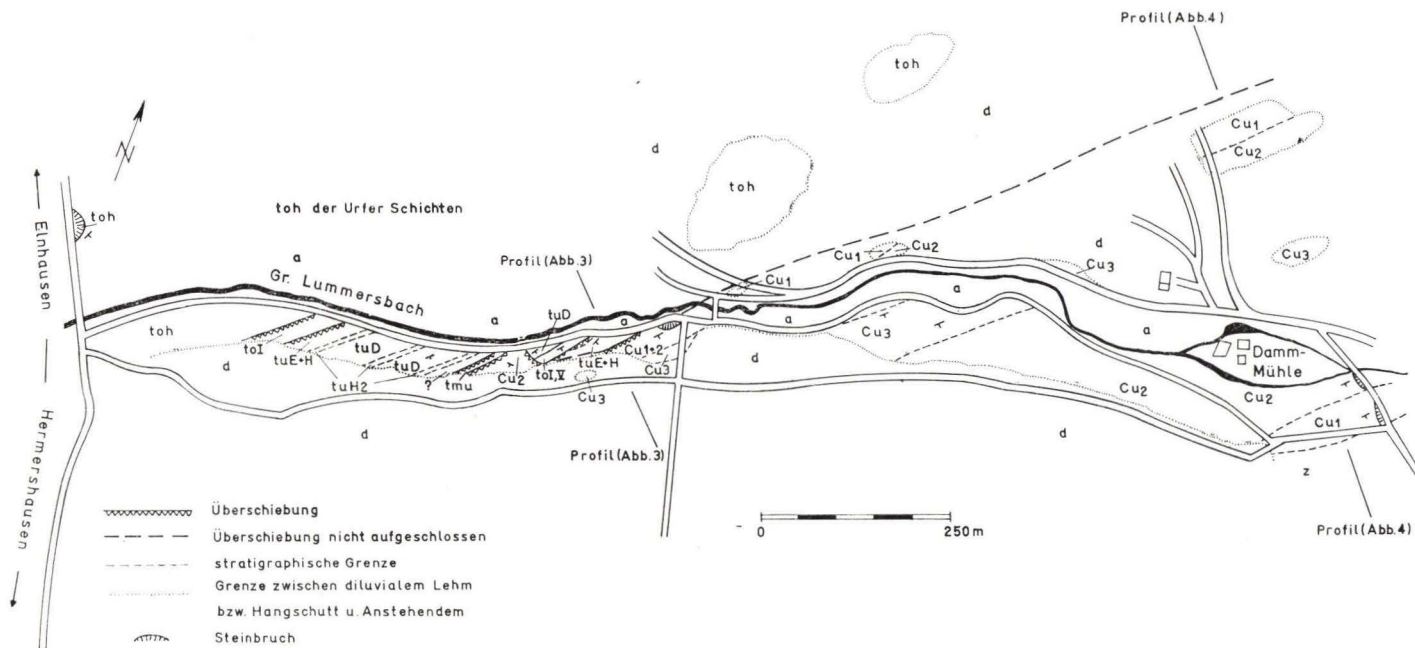 Profil (Abb.4)
toh
d
Cu1
Cu2
d
toh
N
toh
toh der Urfer Schichten
Elnhausen
Hermershausen
a
Gr. Lummersbach
Profil (Abb.3)
Cu1
Cu2
d
Cu3
Cu3
Cu1
tuD
a
a
a
a
a
toh
toI
tuE+H
tuD
tuH2
tuD
?
tmu
Cu2
toI,V
tuE+H
Cu1+2
Cu3
Cu3
Cu3
d
d
d
Damm-
Mühle
Cu2
Cu2
Cu1
d
z
Profil (Abb.3)
Profil (Abb.4)
Überschiebung
Überschiebung nicht aufgeschlossen
stratigraphische Grenze
Grenze zwischen diluvialem Lehm
bzw. Hangschutt u. Anstehendem
Steinbruch
0 250 m